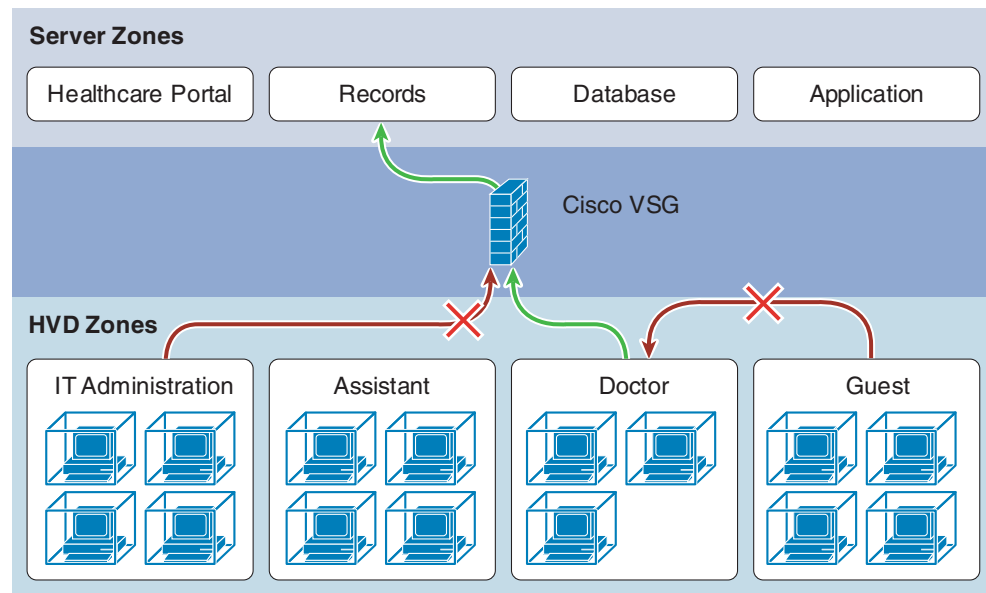 Server Zones
Healthcare Portal
Records
Database
Application
Cisco VSG
HVD Zones
IT Administration
Assistant
Doctor
Guest